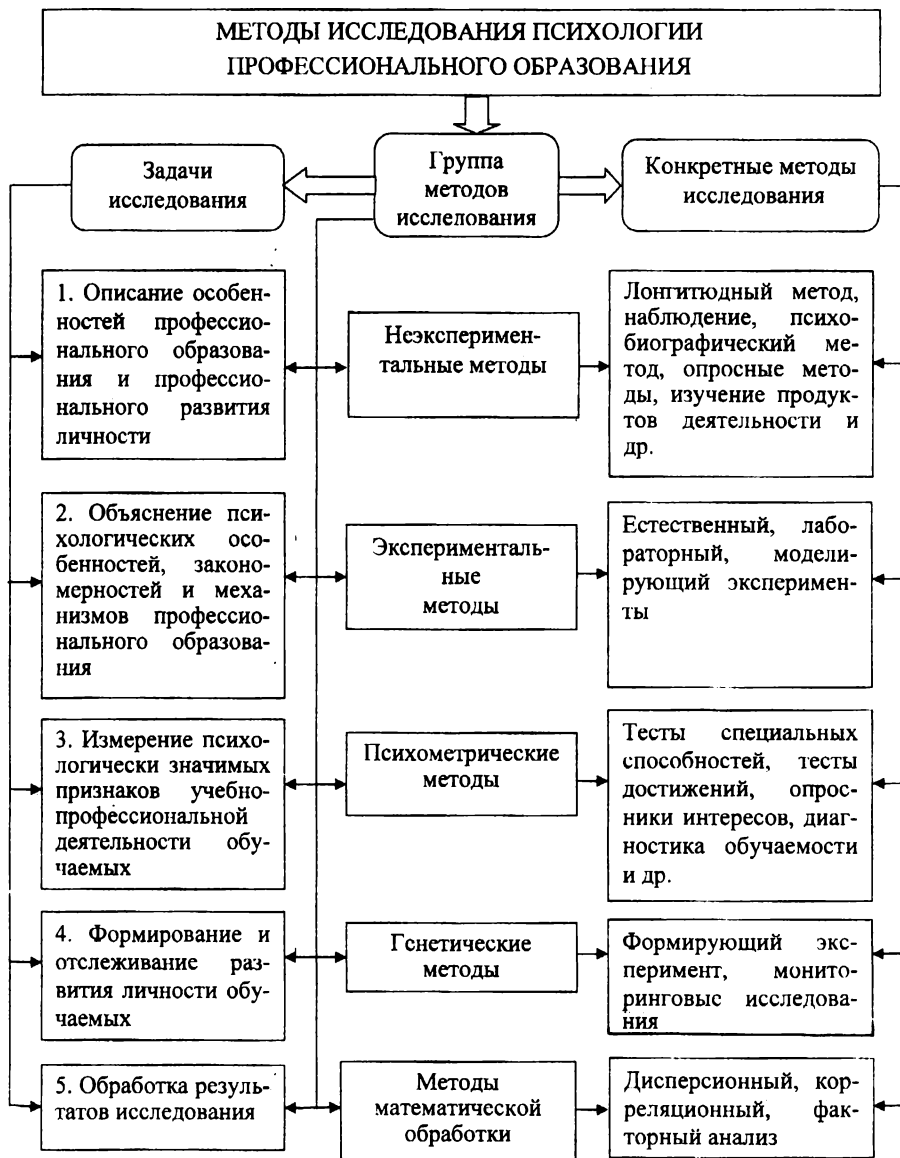 МЕТОДЫ ИССЛЕДОВАНИЯ ПСИХОЛОГИИ
ПРОФЕССИОНАЛЬНОГО ОБРАЗОВАНИЯ
Задачи
исследования
Группа
методов
исследования
Конкретные методы
исследования
1. Описание особен-
ностей профессио-
нального образова-
ния и профессио-
нального развития
личности
Неэксперимен-
тальные методы
Лонгитюдный метод,
наблюдение, психо-
биографический ме-
тод, опросные мето-
ды, изучение продук-
тов деятельности и
др.
2. Объяснение пси-
хологических осо-
бенностей, законо-
мерностей и меха-
низмов профессио-
нального образова-
ния
Эксперименталь-
ные
методы
Естественный, лабо-
раторный, модели-
рующий эксперимен-
ты
3. Измерение психо-
логически значимых
признаков учебно-
профессиональной
деятельности обу-
чаемых
Психометрические
методы
Тесты специальных
способностей, тесты
достижений, опрос-
ники интересов, диаг-
ностика обучаемости
и др.
4. Формирование и
отслеживание раз-
вития личности обу-
чаемых
Генетические
методы
Формирующий экс-
перимент, монито-
ринговые исследова-
ния
5. Обработка резуль-
татов исследования
Методы
математической
обработки
Дисперсионный, кор-
реляционный, фак-
торный анализ